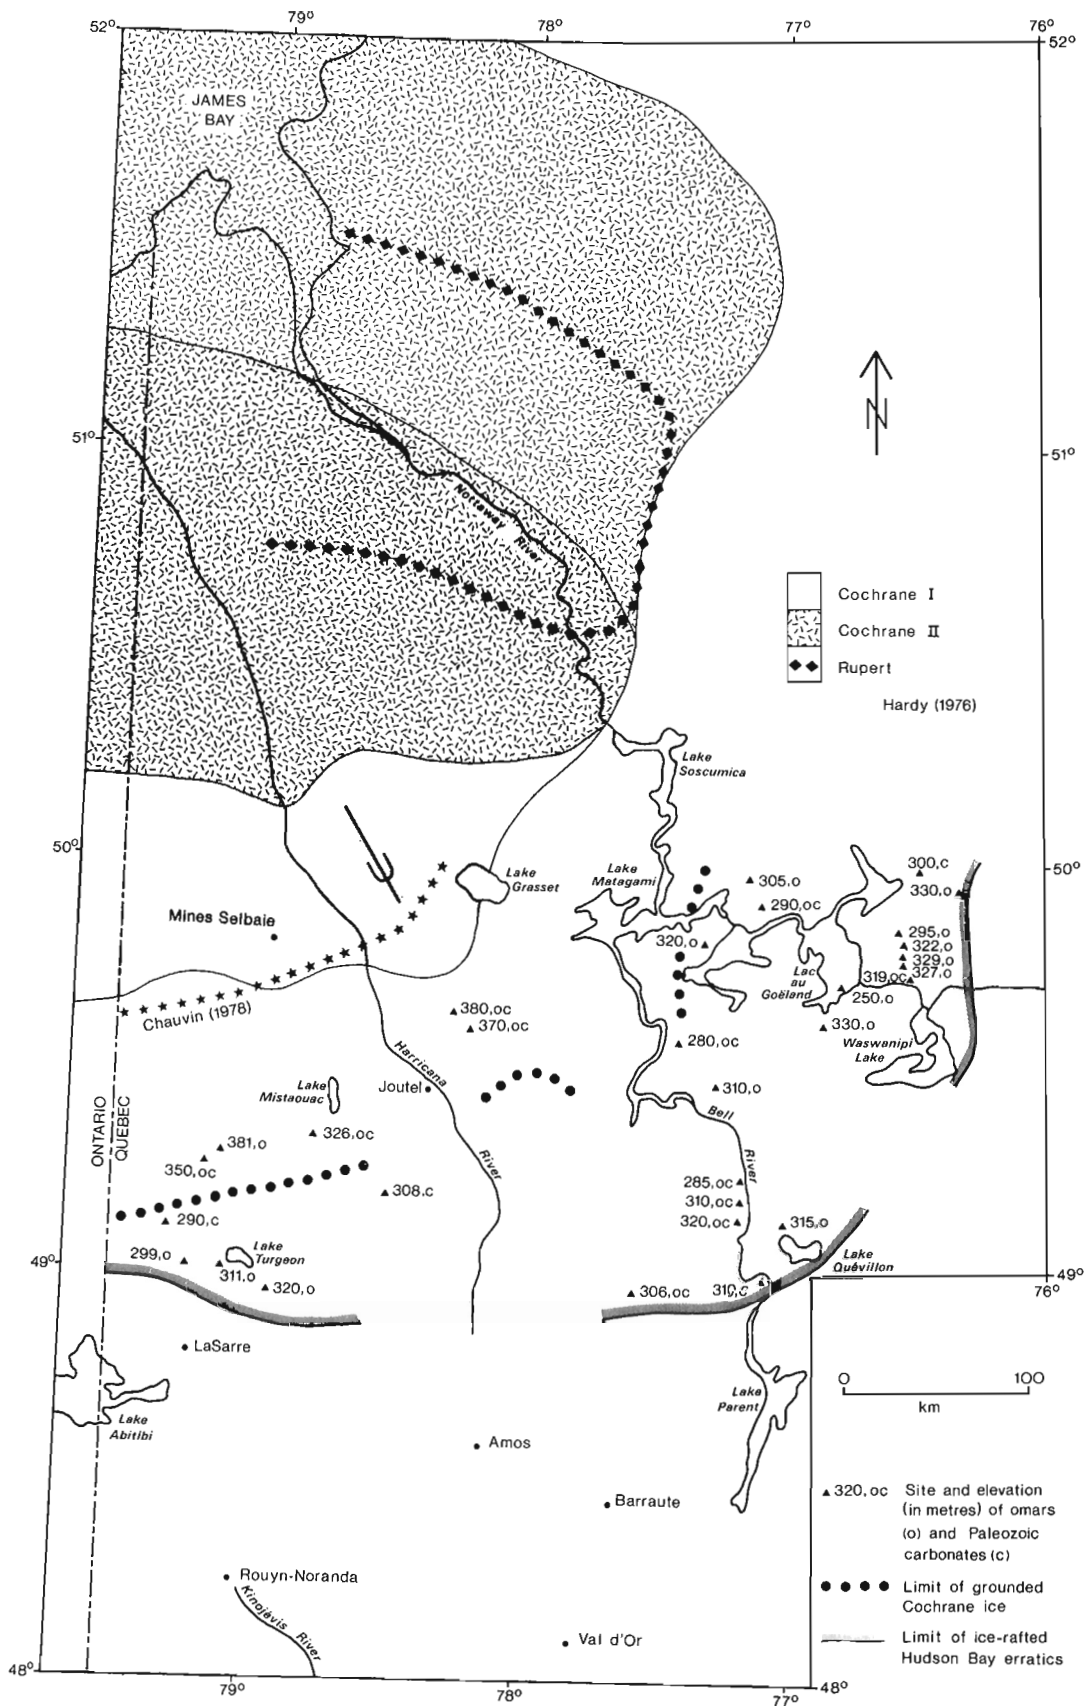 79°
52°
78°
77°
76°
52°
JAMES
BAY
51°
51°
Nottaway
River
Cochrane I
Cochrane II
Rupert
Hardy (1976)
Lake
Soscumica
50°
50°
Lake
Grasset
Lake
Matagami
305,o
290,oc
300,c
330,o
Mines Selbaie
320,o
295,o
322,o
329,o
327,o
319,oc
Lac
au
Goéland
250,o
Chauvin (1978)
380,oc
370,oc
330,o
280,oc
Waswanipi
Lake
Harricana
River
Joutel
Lake
Mistaouac
310,o
Bell
River
ONTARIO
QUEBEC
326,oc
381,o
350,oc
308,c
285,oc
310,oc
320,oc
290,c
315,o
49°
299,o
Lake
Turgeon
311,o
320,o
Lake
Quévillon
49°
76°
306,oc
LaSarre
Lake
Abitibi
Lake
Parent
0 100
km
Amos
Barraute
320,oc Site and elevation
(in metres) of omars
(o) and Paleozoic
carbonates (c)
Rouyn-Noranda
Limit of grounded
Cochrane ice
Kinojévis River
Val d'Or
Limit of ice-rafted
Hudson Bay erratics
48°
79°
78°
77°
48°